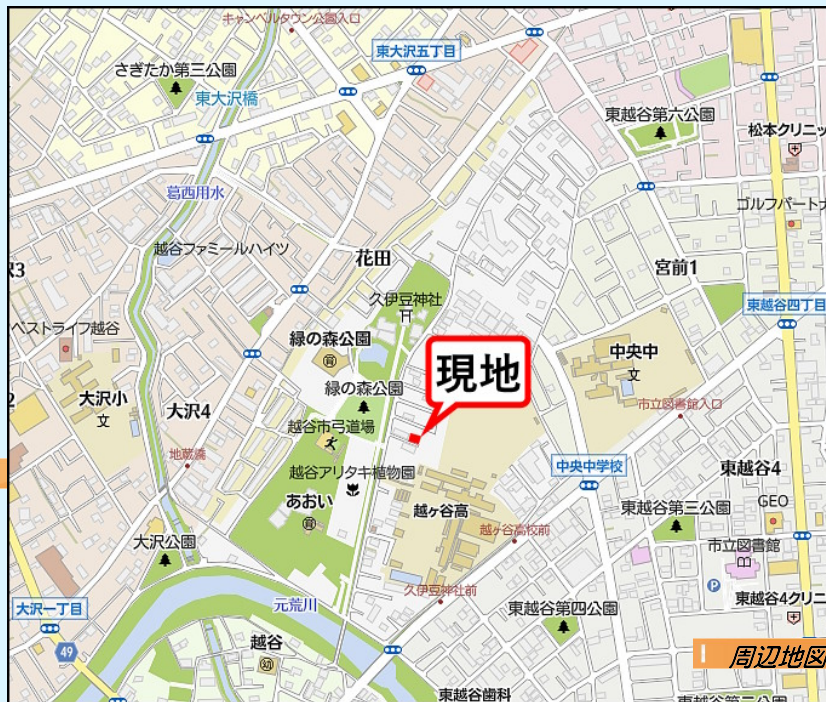 キャンベルタウン公園入口
東大沢五丁目
さぎたか第三公園
東大沢橋
東越谷第六公園
松本クリニッ
葛西用水
ゴルフパートナ
越谷ファミールハイツ
花田
宮前1
久伊豆神社
東越谷四丁目
ベストライフ越谷
緑の森公園
中央中
文
現地
大沢小
文
緑の森公園
大沢4
市立図書館入口
越谷市弓道場
地蔵橋
中央中学校
東越谷4
越谷アリタキ植物園
あおい
越ヶ谷高
東越谷第三公園
GEO
越ヶ谷高校前
大沢公園
市立図書館
P
久伊豆神社前
大沢一丁目
元荒川
東越谷第四公園
東越谷4クリニ
49
越谷
周辺地図
東越谷歯科